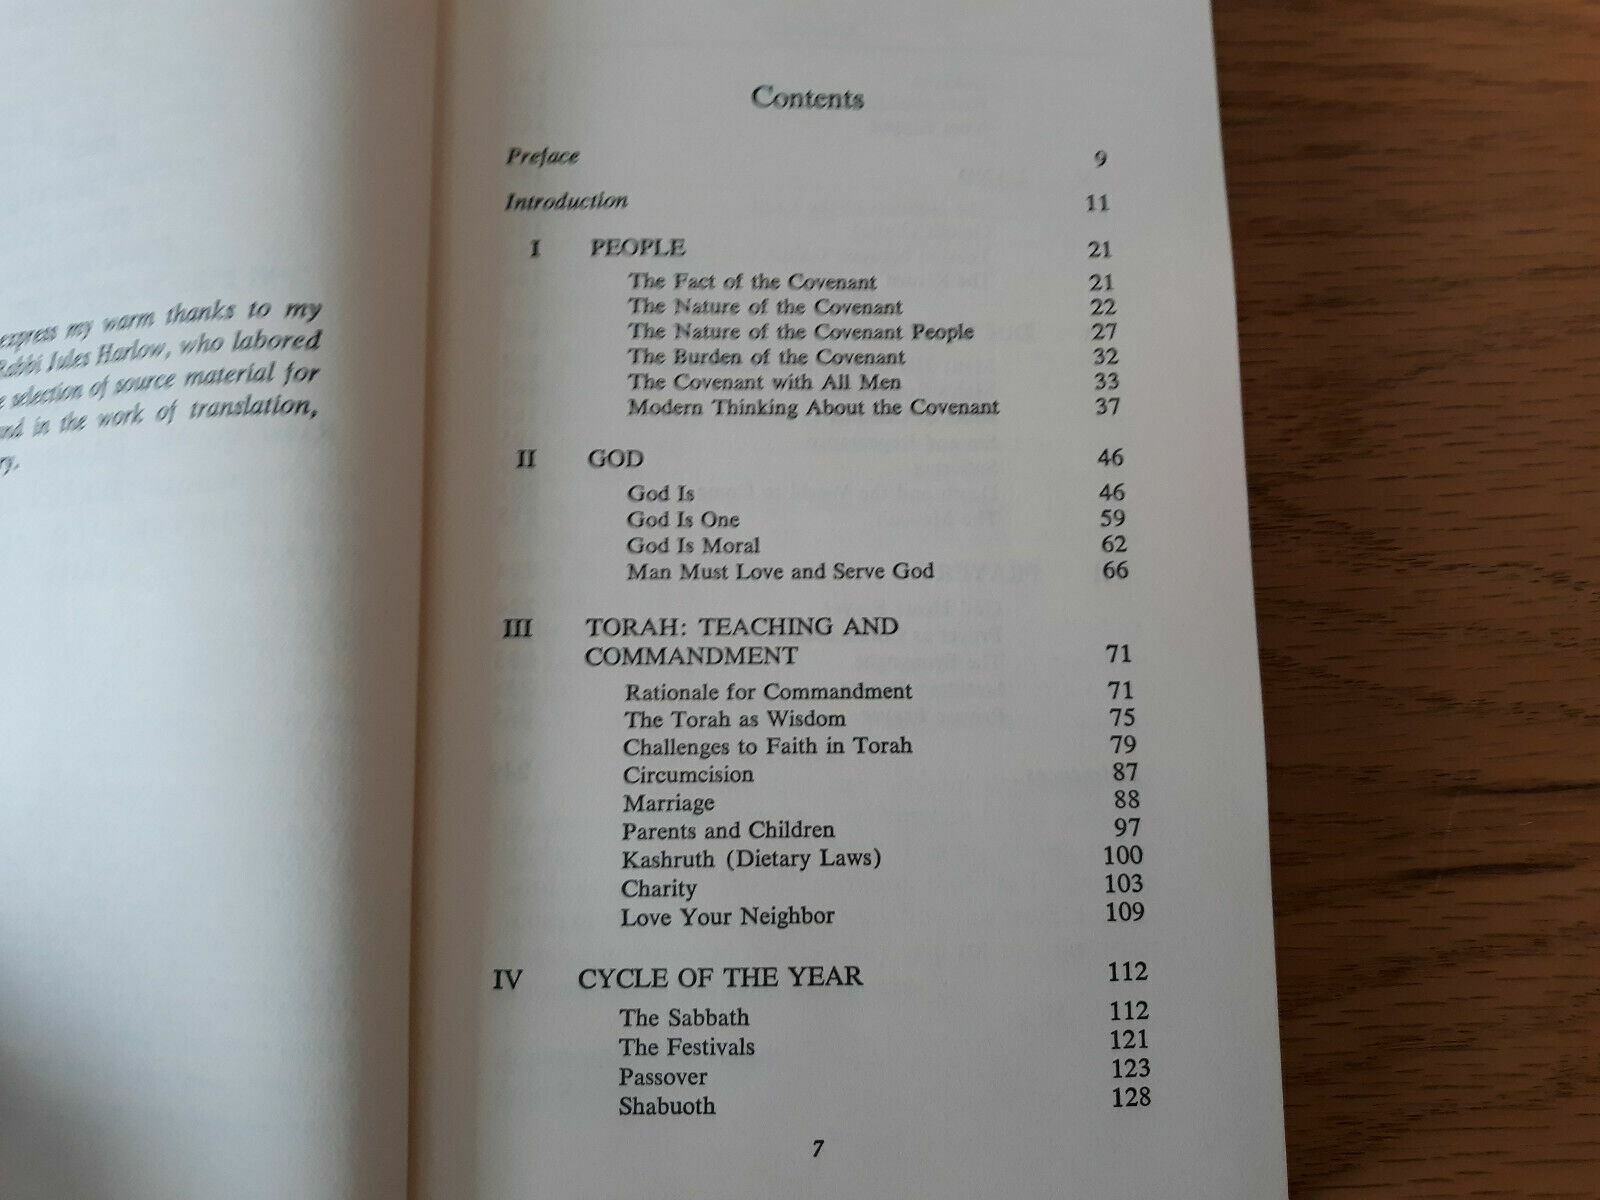 express my warm thanks to my
Rabbi Jules Harlow, who labored
selection of source material for
and in the work of translation,
Contents
Preface 9
Introduction 11
I PEOPLE 21
The Fact of the Covenant 21
The Nature of the Covenant 22
The Nature of the Covenant People 27
The Burden of the Covenant 32
The Covenant with All Men 33
Modern Thinking About the Covenant 37
II GOD 46
God Is 46
God Is One 59
God Is Moral 62
Man Must Love and Serve God 66
III TORAH: TEACHING AND
COMMANDMENT 71
Rationale for Commandment 71
The Torah as Wisdom 75
Challenges to Faith in Torah 79
Circumcision 87
Marriage 88
Parents and Children 97
Kashruth (Dietary Laws) 100
Charity 103
Love Your Neighbor 109
IV CYCLE OF THE YEAR 112
The Sabbath 112
The Festivals 121
Passover 123
Shabuoth 128
7